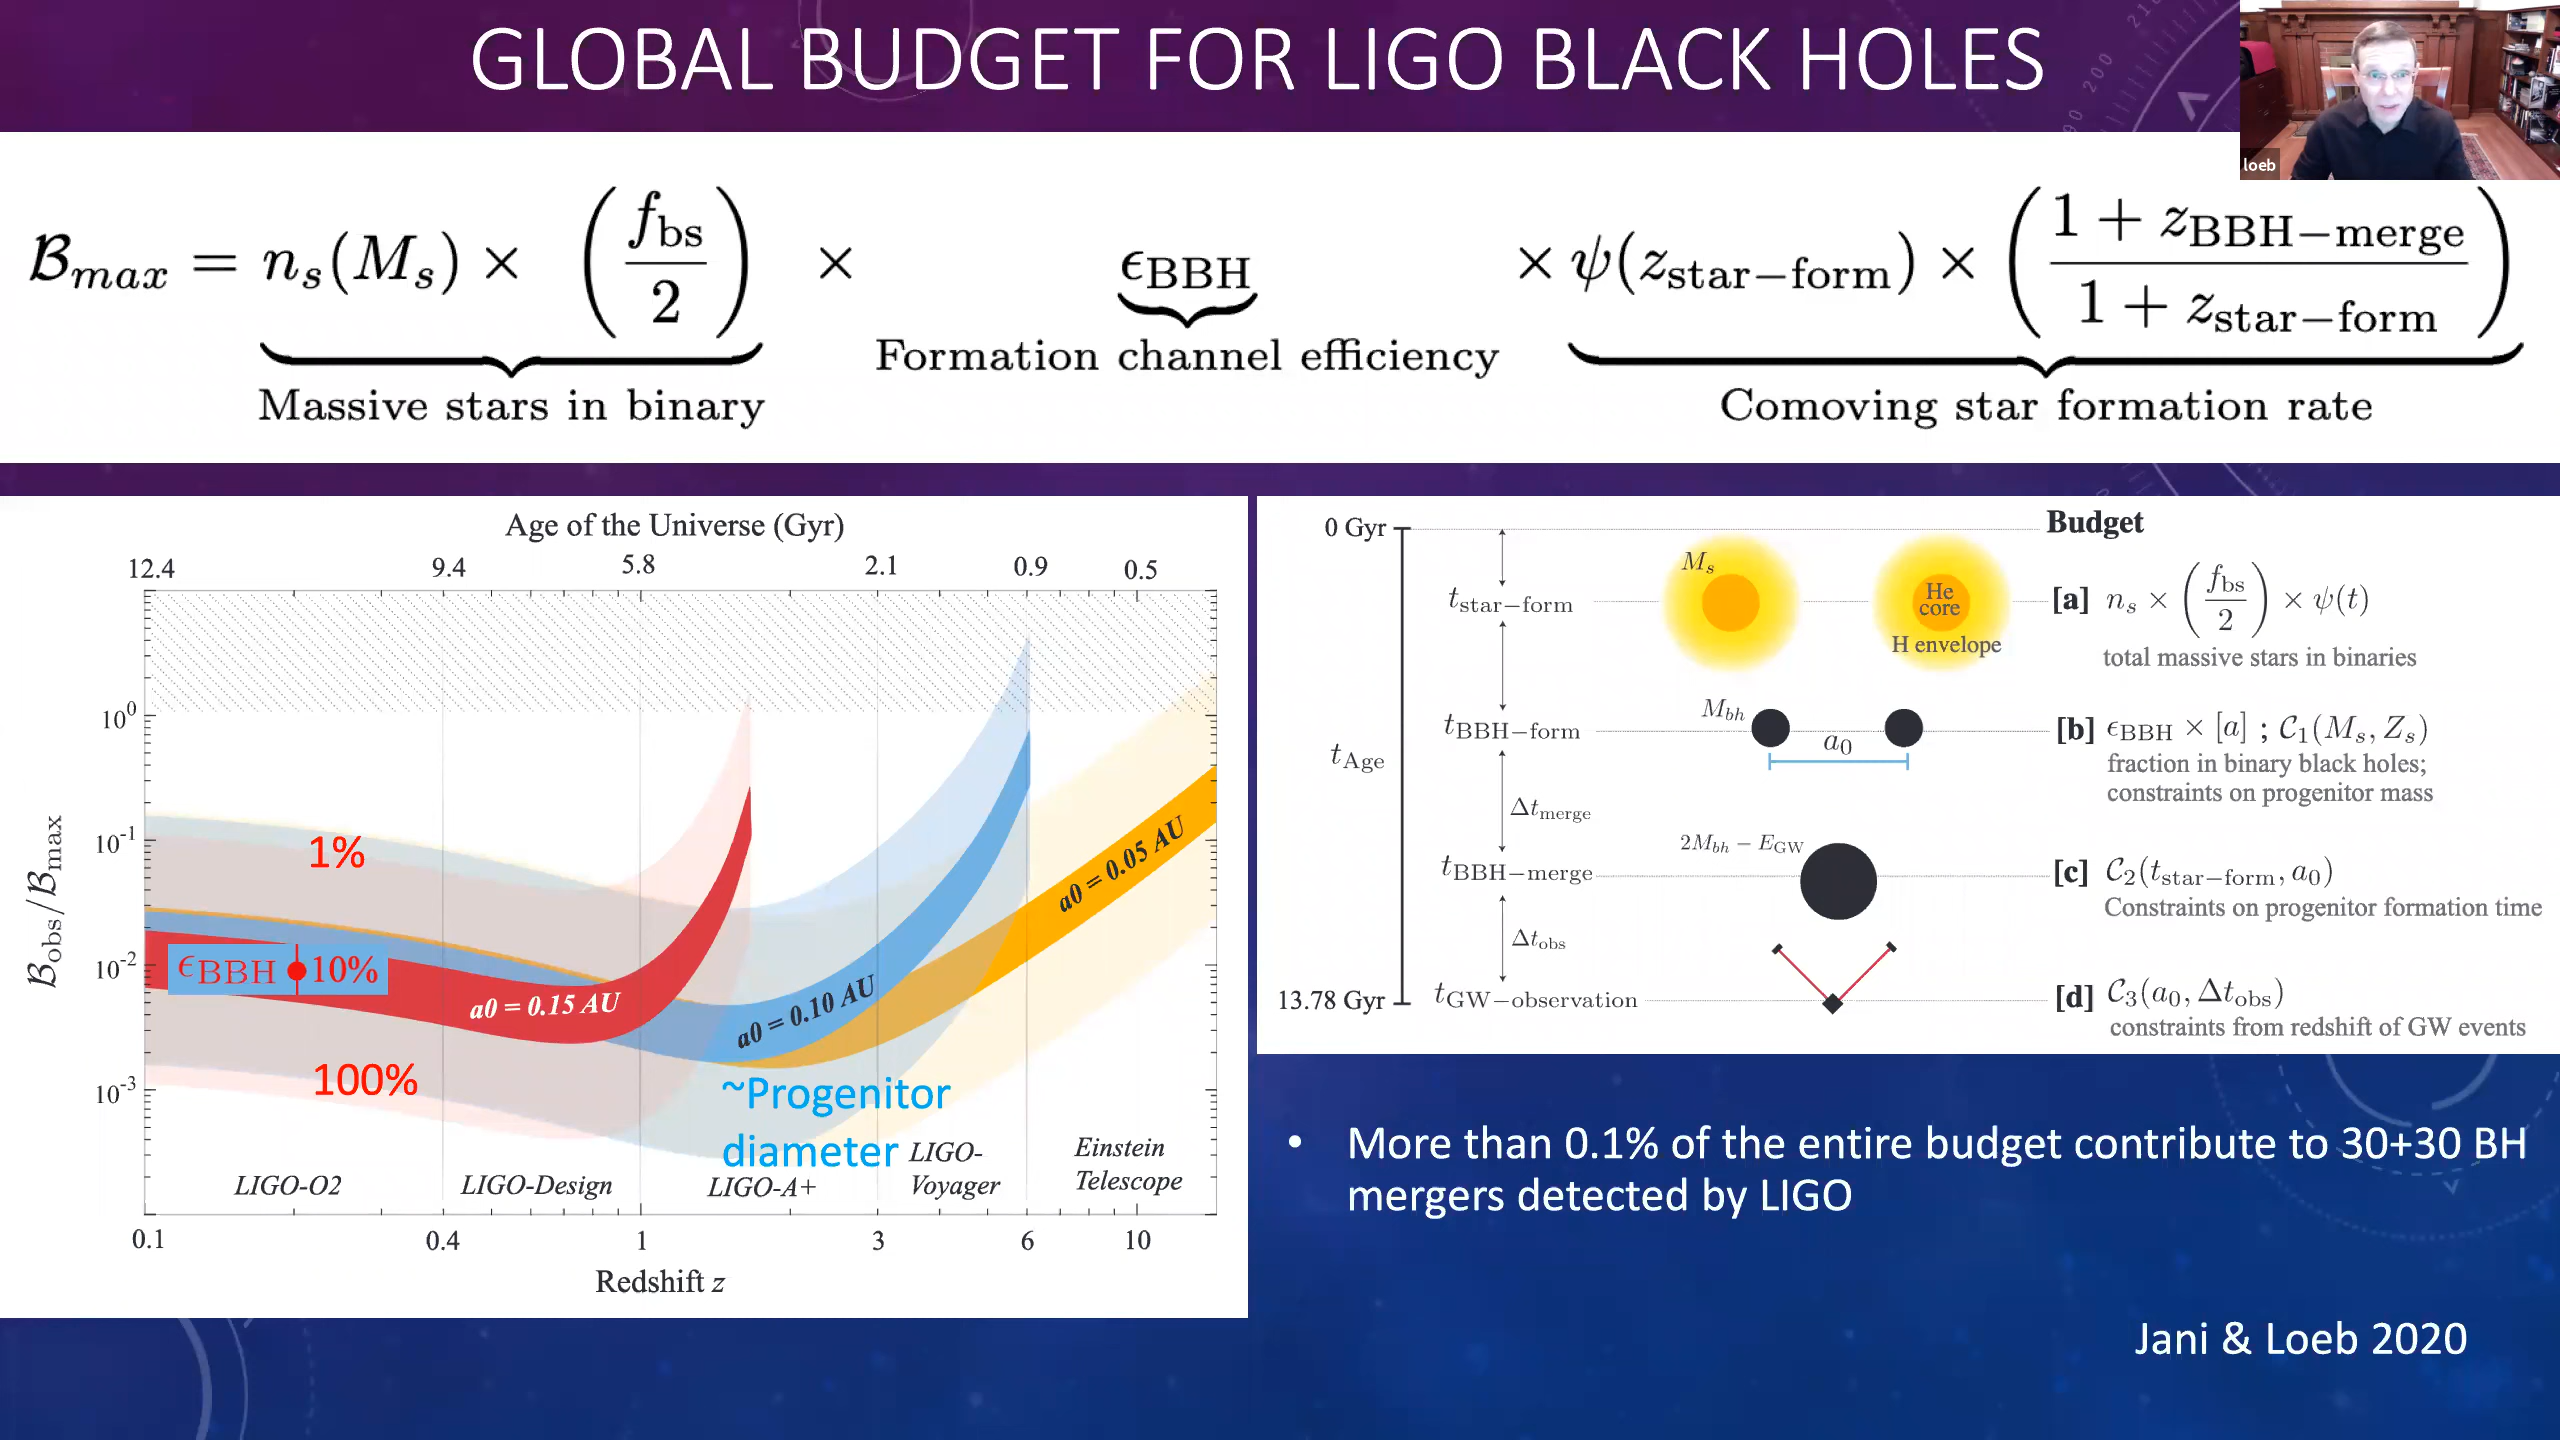 GLOBAL BUDGET FOR LIGO BLACK HOLES
loeb
ℬmax = ns(Ms) × (fbs/2) × ϵBBH × ψ(zstar−form) × ((1 + zBBH−merge)/(1 + zstar−form))
Massive stars in binary
Formation channel efficiency
Comoving star formation rate
Age of the Universe (Gyr)
12.4 9.4 5.8 2.1 0.9 0.5
ℬobs/ℬmax
10^0
10^-1
10^-2
10^-3
1%
ϵBBH 10%
100%
a0 = 0.15 AU
a0 = 0.10 AU
a0 = 0.05 AU
~Progenitor
diameter
LIGO-O2
LIGO-Design
LIGO-A+
LIGO-
Voyager
Einstein
Telescope
0.1 0.4 1 3 6 10
Redshift z
0 Gyr
tAge
13.78 Gyr
tstar−form
tBBH−form
Δtmerge
tBBH−merge
Δtobs
tGW−observation
Ms
He
core
H envelope
Mbh
a0
2Mbh − EGW
Budget
[a] ns × (fbs/2) × ψ(t)
total massive stars in binaries
[b] ϵBBH × [a] ; 𝒞1(Ms, Zs)
fraction in binary black holes;
constraints on progenitor mass
[c] 𝒞2(tstar−form, a0)
Constraints on progenitor formation time
[d] 𝒞3(a0, Δtobs)
constraints from redshift of GW events
• More than 0.1% of the entire budget contribute to 30+30 BH
mergers detected by LIGO
Jani & Loeb 2020